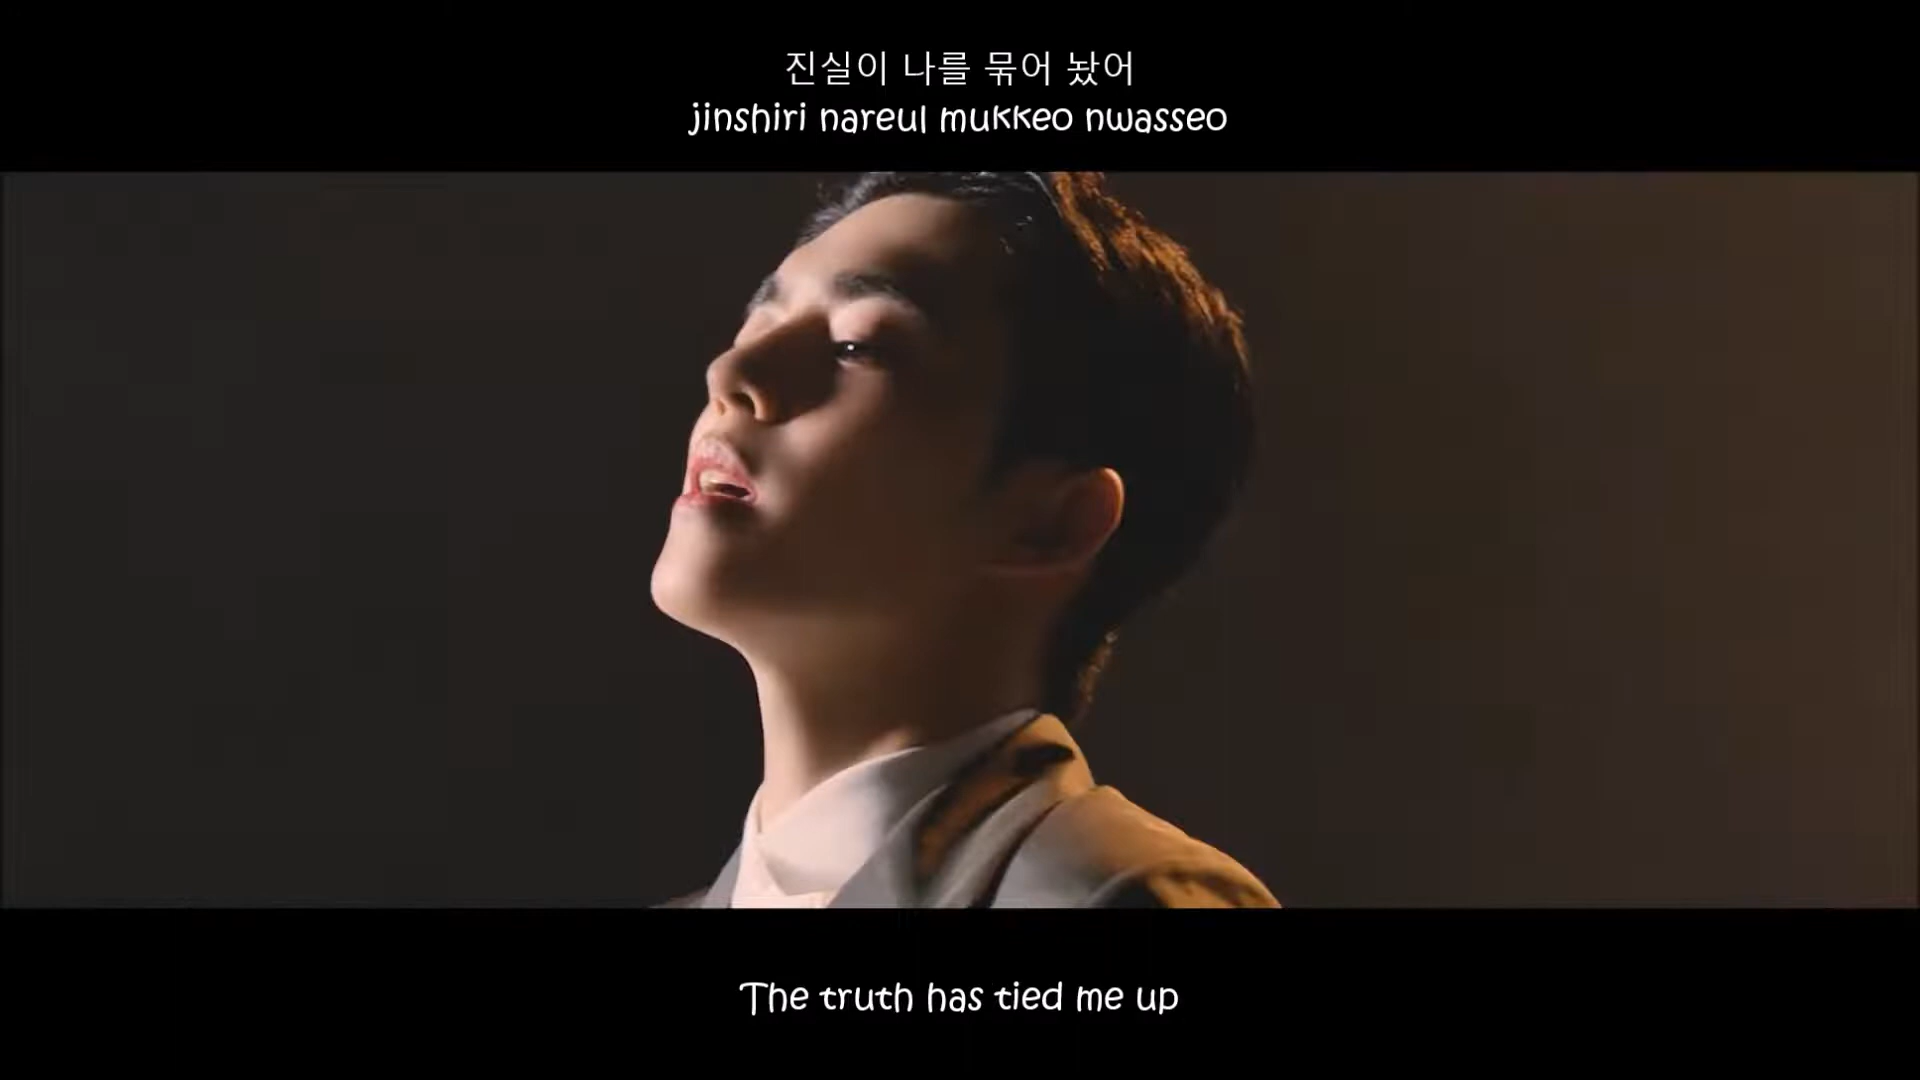 진실이 나를 묶어 놨어
jinshiri nareul mukkeo nwasseo
The truth has tied me up